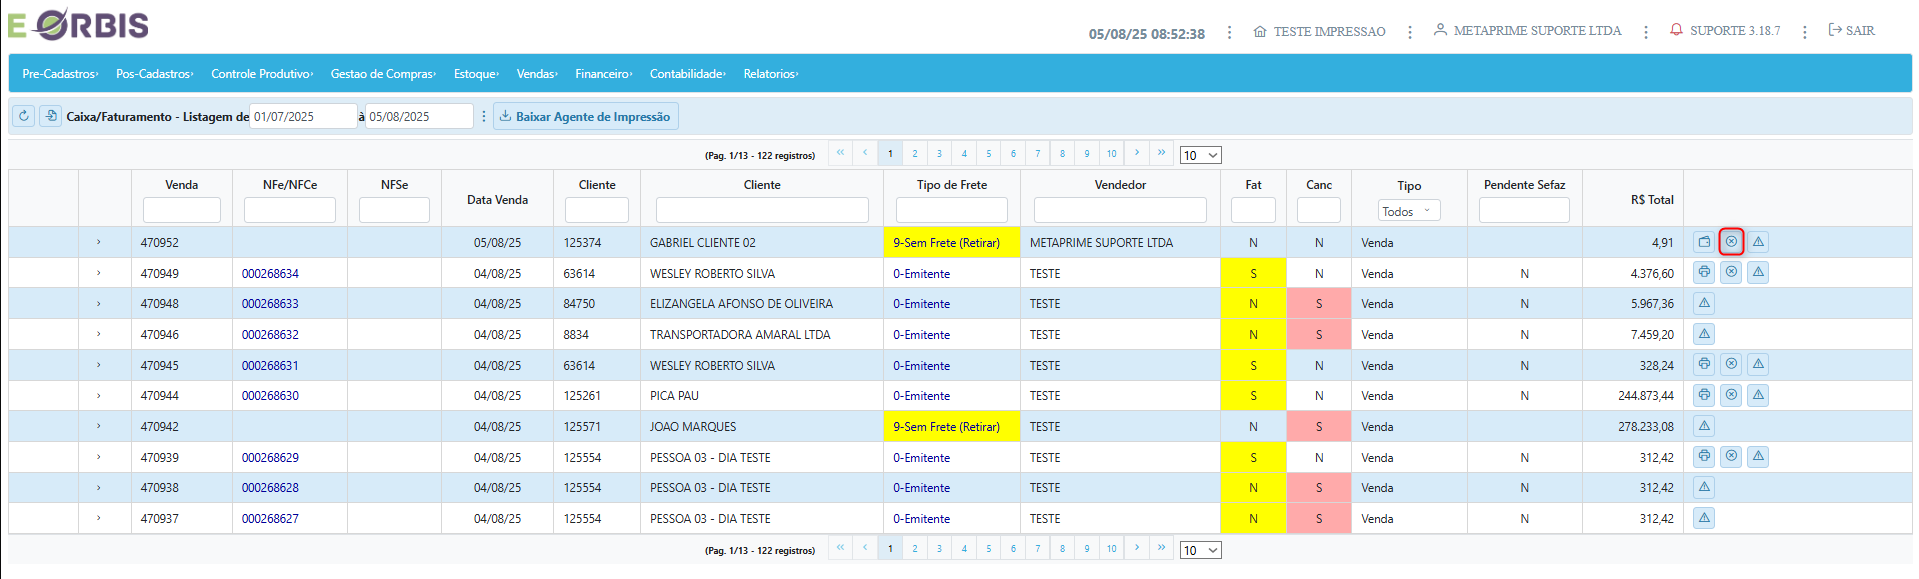 E ORBIS
05/08/25 08:52:38 TESTE IMPRESSAO METAPRIME SUPORTE LTDA SUPORTE 3.18.7 SAIR
Pre-Cadastros› Pos-Cadastros› Controle Produtivo› Gestao de Compras› Estoque› Vendas› Financeiro› Contabilidade› Relatorios›
Caixa/Faturamento - Listagem de 01/07/2025 à 05/08/2025 Baixar Agente de Impressão
(Pag. 1/13 - 122 registros) 1 2 3 4 5 6 7 8 9 10 10
Venda NFe/NFCe NFSe Data Venda Cliente Cliente Tipo de Frete Vendedor Fat Canc Tipo Pendente Sefaz R$ Total
Todos
470952 05/08/25 125374 GABRIEL CLIENTE 02 9-Sem Frete (Retirar) METAPRIME SUPORTE LTDA N N Venda 4,91
470949 000268634 04/08/25 63614 WESLEY ROBERTO SILVA 0-Emitente TESTE S N Venda N 4.376,60
470948 000268633 04/08/25 84750 ELIZANGELA AFONSO DE OLIVEIRA 0-Emitente TESTE N S Venda N 5.967,36
470946 000268632 04/08/25 8834 TRANSPORTADORA AMARAL LTDA 0-Emitente TESTE N S Venda N 7.459,20
470945 000268631 04/08/25 63614 WESLEY ROBERTO SILVA 0-Emitente TESTE S N Venda N 328,24
470944 000268630 04/08/25 125261 PICA PAU 0-Emitente TESTE S N Venda N 244.873,44
470942 04/08/25 125571 JOAO MARQUES 9-Sem Frete (Retirar) TESTE N S Venda 278.233,08
470939 000268629 04/08/25 125554 PESSOA 03 - DIA TESTE 0-Emitente TESTE S N Venda N 312,42
470938 000268628 04/08/25 125554 PESSOA 03 - DIA TESTE 0-Emitente TESTE N S Venda N 312,42
470937 000268627 04/08/25 125554 PESSOA 03 - DIA TESTE 0-Emitente TESTE N S Venda N 312,42
(Pag. 1/13 - 122 registros) 1 2 3 4 5 6 7 8 9 10 10